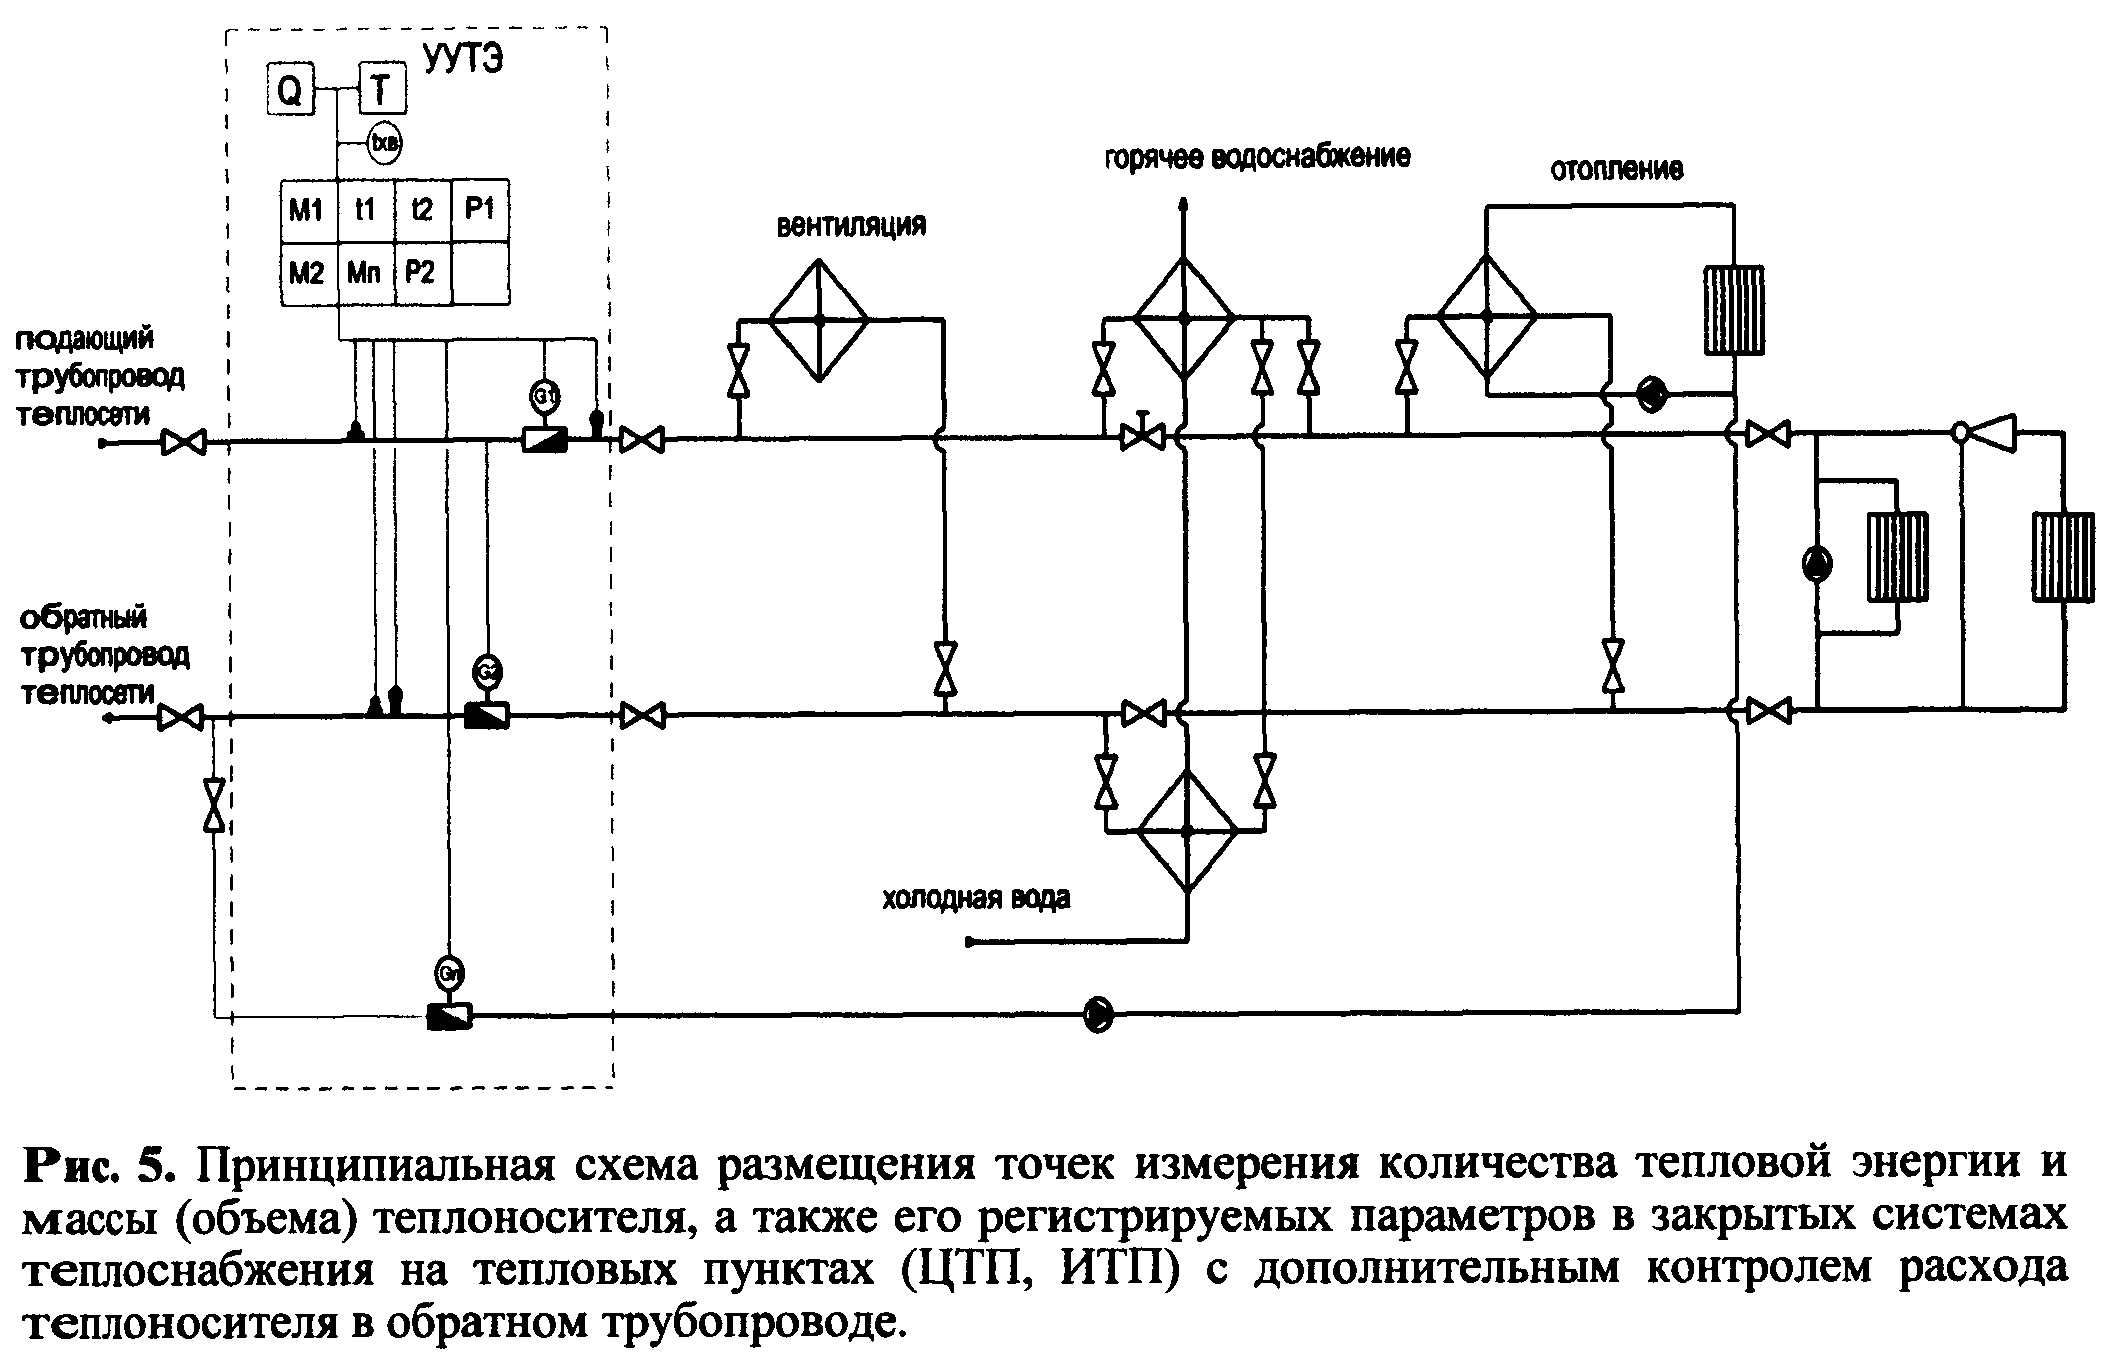 УУТЭ
Q T
tхв
M1 t1 t2 P1
M2 Мп P2
подающий
трубопровод
теплосети
G1
вентиляция
горячее водоснабжение
отопление
обратный
трубопровод
теплосети
G2
холодная вода
Gп
Рис. 5. Принципиальная схема размещения точек измерения количества тепловой энергии и
массы (объема) теплоносителя, а также его регистрируемых параметров в закрытых системах
теплоснабжения на тепловых пунктах (ЦТП, ИТП) с дополнительным контролем расхода
теплоносителя в обратном трубопроводе.